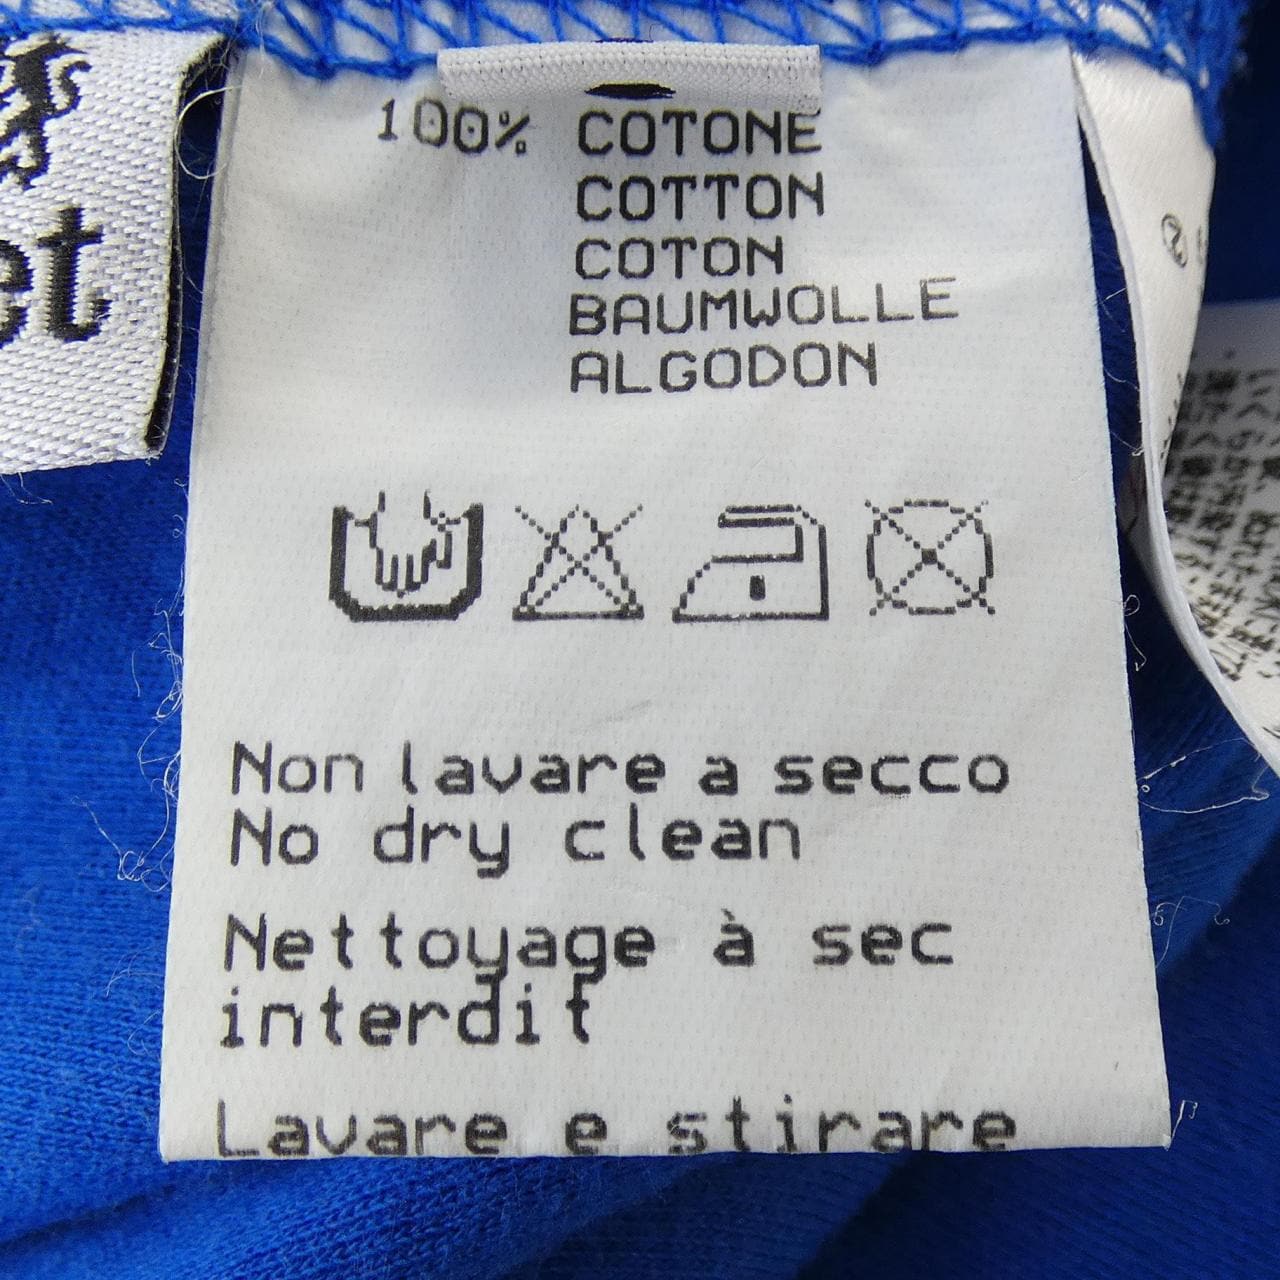 100% COTONE
COTTON
COTON
BAUMWOLLE
ALGODON
Non lavare a secco
No dry clean
Nettoyage à sec
interdit
Lavare e stirare